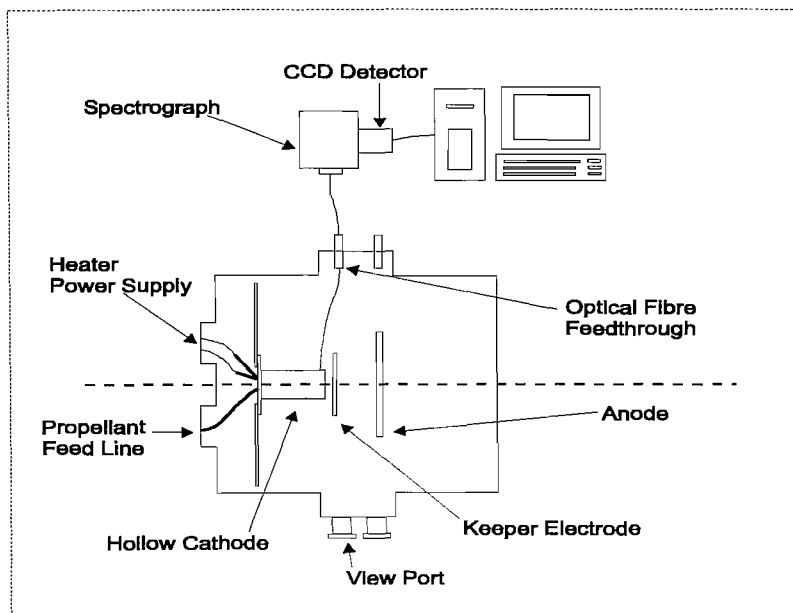 CCD Detector
Spectrograph
Heater
Power Supply
Optical Fibre
Feedthrough
Propellant
Feed Line
Anode
Hollow Cathode
Keeper Electrode
View Port